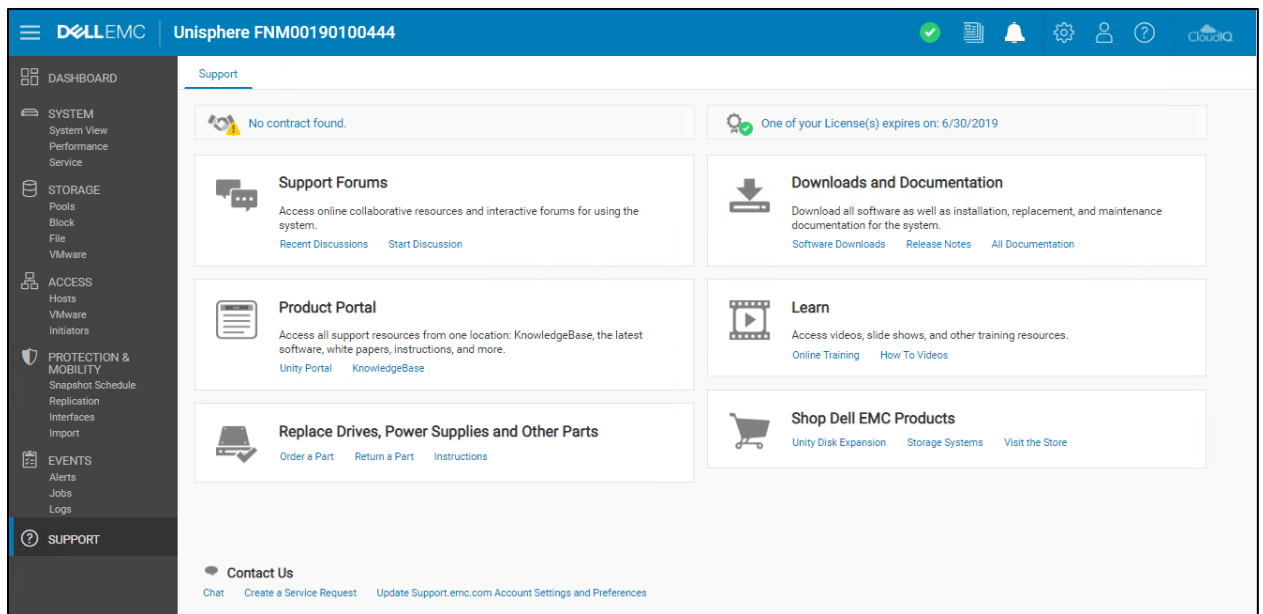 DELLEMC Unisphere FNM00190100444 CloudIQ
DASHBOARD
SYSTEM
System View
Performance
Service
STORAGE
Pools
Block
File
VMware
ACCESS
Hosts
VMware
Initiators
PROTECTION &
MOBILITY
Snapshot Schedule
Replication
Interfaces
Import
EVENTS
Alerts
Jobs
Logs
SUPPORT
Support
No contract found.
One of your License(s) expires on: 6/30/2019
Support Forums
Access online collaborative resources and interactive forums for using the
system.
Recent Discussions Start Discussion
Downloads and Documentation
Download all software as well as installation, replacement, and maintenance
documentation for the system.
Software Downloads Release Notes All Documentation
Product Portal
Access all support resources from one location: KnowledgeBase, the latest
software, white papers, instructions, and more.
Unity Portal KnowledgeBase
Learn
Access videos, slide shows, and other training resources.
Online Training How To Videos
Replace Drives, Power Supplies and Other Parts
Order a Part Return a Part Instructions
Shop Dell EMC Products
Unity Disk Expansion Storage Systems Visit the Store
Contact Us
Chat Create a Service Request Update Support.emc.com Account Settings and Preferences